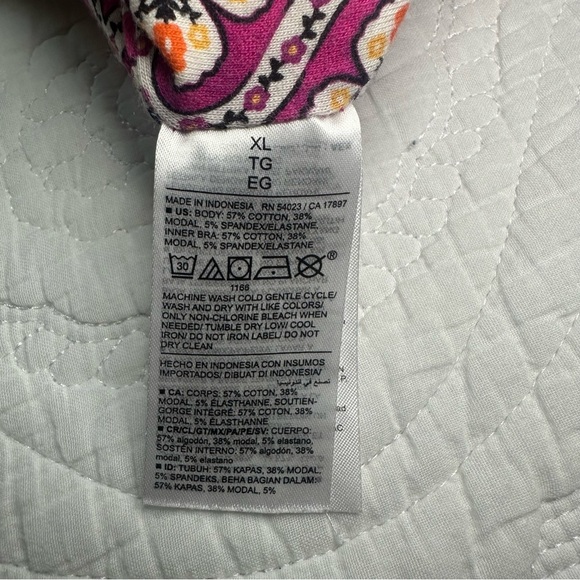 XL
TG
EG
MADE IN INDONESIA RN 54023 / CA 17897
■ US: BODY: 57% COTTON, 38%
MODAL, 5% SPANDEX/ELASTANE,
INNER BRA: 57% COTTON, 38%
MODAL, 5% SPANDEX/ELASTANE
30 ®
1166
MACHINE WASH COLD GENTLE CYCLE/
WASH AND DRY WITH LIKE COLORS/
ONLY NON-CHLORINE BLEACH WHEN
NEEDED/ TUMBLE DRY LOW/ COOL
IRON/ DO NOT IRON LABEL/ DO NOT
DRY CLEAN
HECHO EN INDONESIA CON INSUMOS
IMPORTADOS/ DIBUAT DI INDONESIA/
تصنع في اندونيسيا
■ CA: CORPS: 57% COTON, 38%
MODAL, 5% ÉLASTHANNE, SOUTIEN-
GORGE INTÉGRÉ: 57% COTON, 38%
MODAL, 5% ÉLASTHANNE
■ CR/CL/GT/MX/PA/PE/SV: CUERPO:
57% algodón, 38% modal, 5% elastano,
SOSTÉN INTERNO: 57% algodón, 38%
modal, 5% elastano
■ ID: TUBUH: 57% KAPAS, 38% MODAL,
5% SPANDEKS, BEHA BAGIAN DALAM:
57% KAPAS, 38% MODAL, 5%